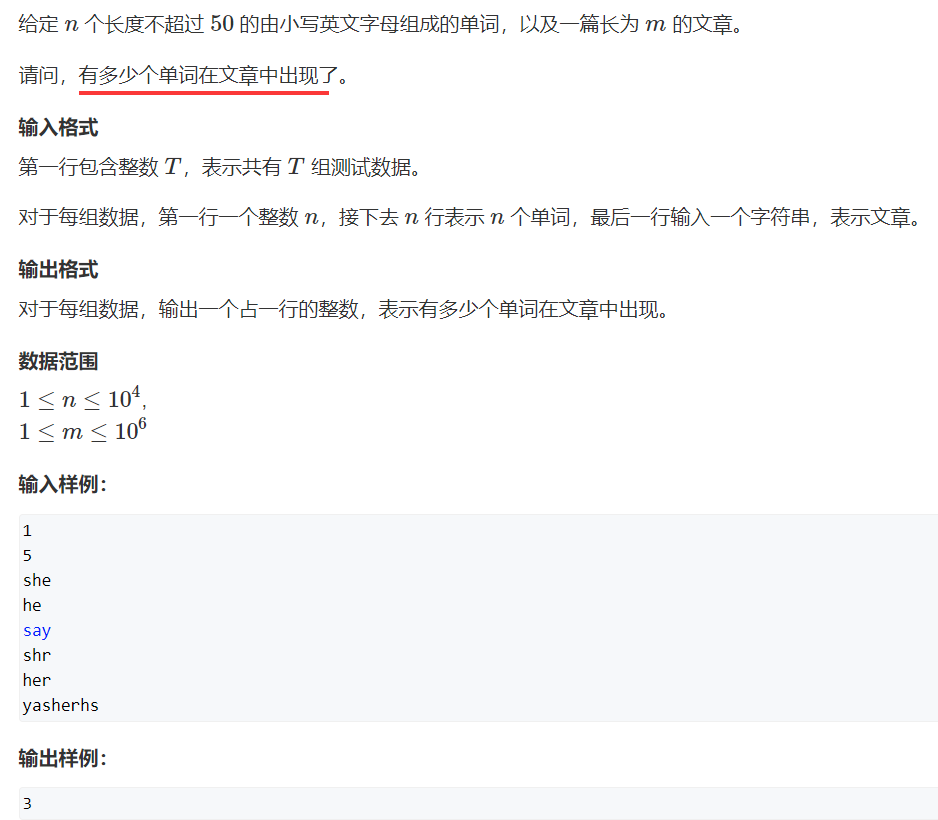 给定 n 个长度不超过 50 的由小写英文字母组成的单词，以及一篇长为 m 的文章。
请问，有多少个单词在文章中出现了。
输入格式
第一行包含整数 T，表示共有 T 组测试数据。
对于每组数据，第一行一个整数 n，接下去 n 行表示 n 个单词，最后一行输入一个字符串，表示文章。
输出格式
对于每组数据，输出一个占一行的整数，表示有多少个单词在文章中出现。
数据范围
1 ≤ n ≤ 10⁴,
1 ≤ m ≤ 10⁶
输入样例：
1
5
she
he
say
shr
her
yasherhs
输出样例：
3